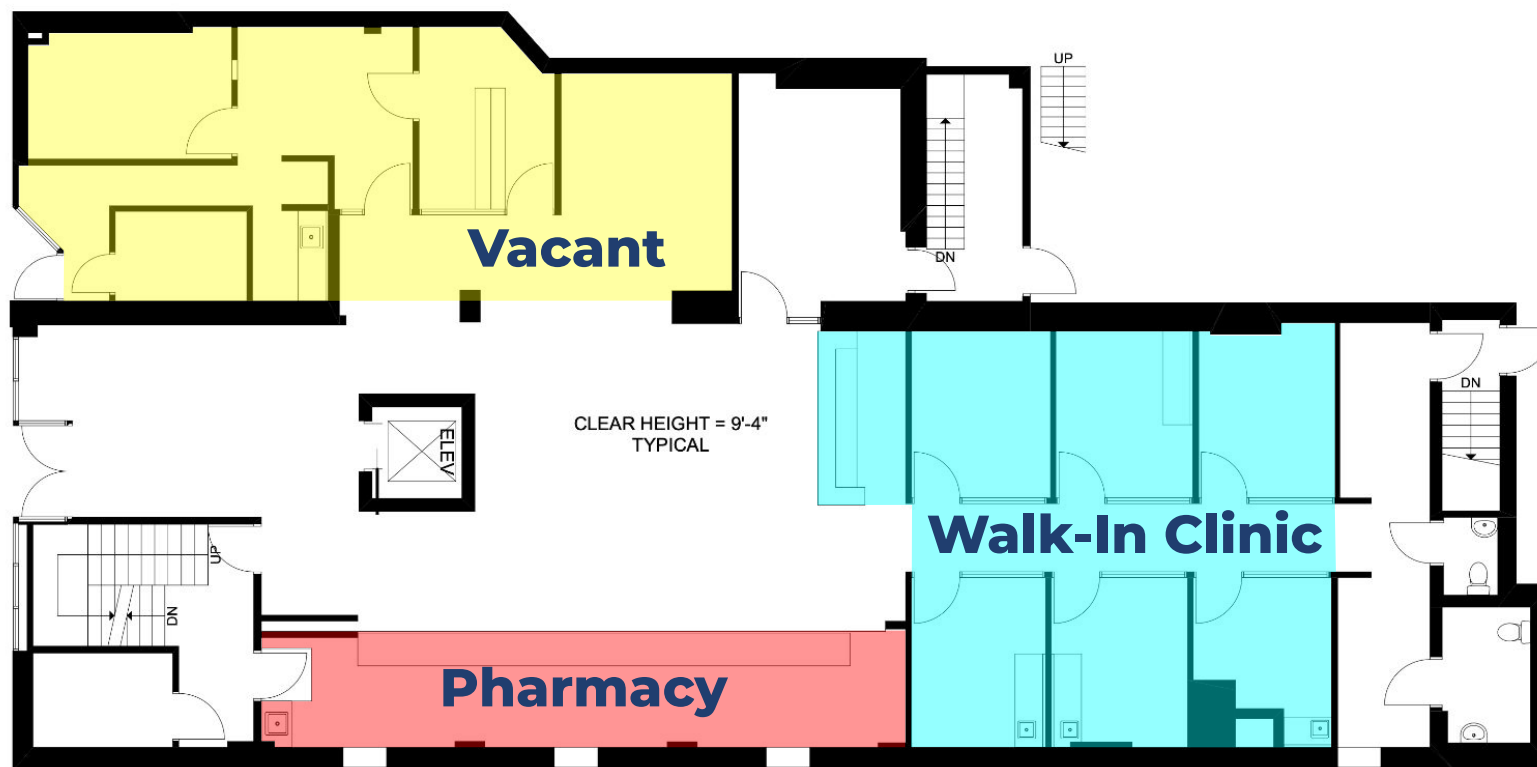 UP
Vacant
DN
CLEAR HEIGHT = 9'-4"
TYPICAL
ELEV
DN
Walk-In Clinic
UP
DN
Pharmacy